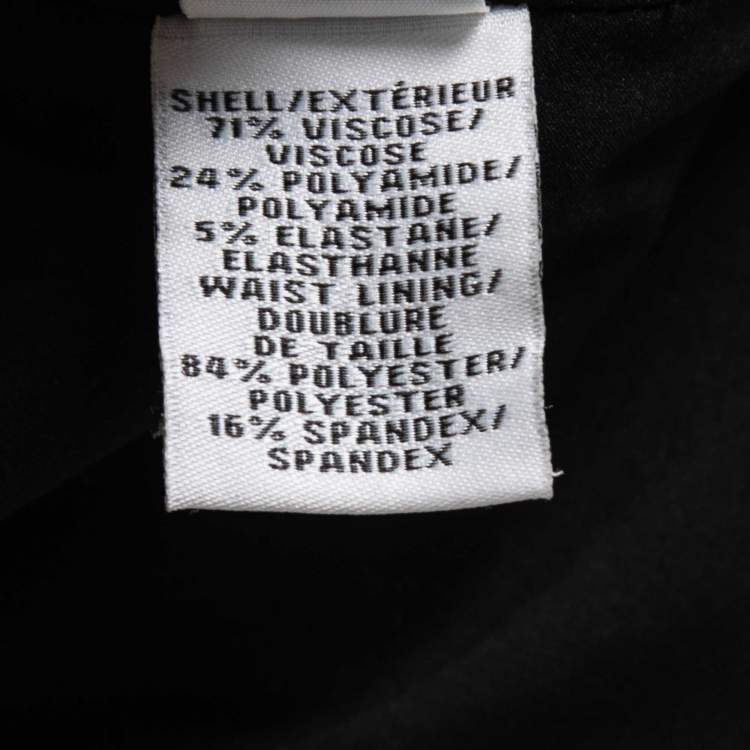 SHELL/EXTÉRIEUR
71% VISCOSE/
VISCOSE
24% POLYAMIDE/
POLYAMIDE
5% ELASTANE/
ELASTHANNE
WAIST LINING/
DOUBLURE
DE TAILLE
84% POLYESTER/
POLYESTER
16% SPANDEX/
SPANDEX